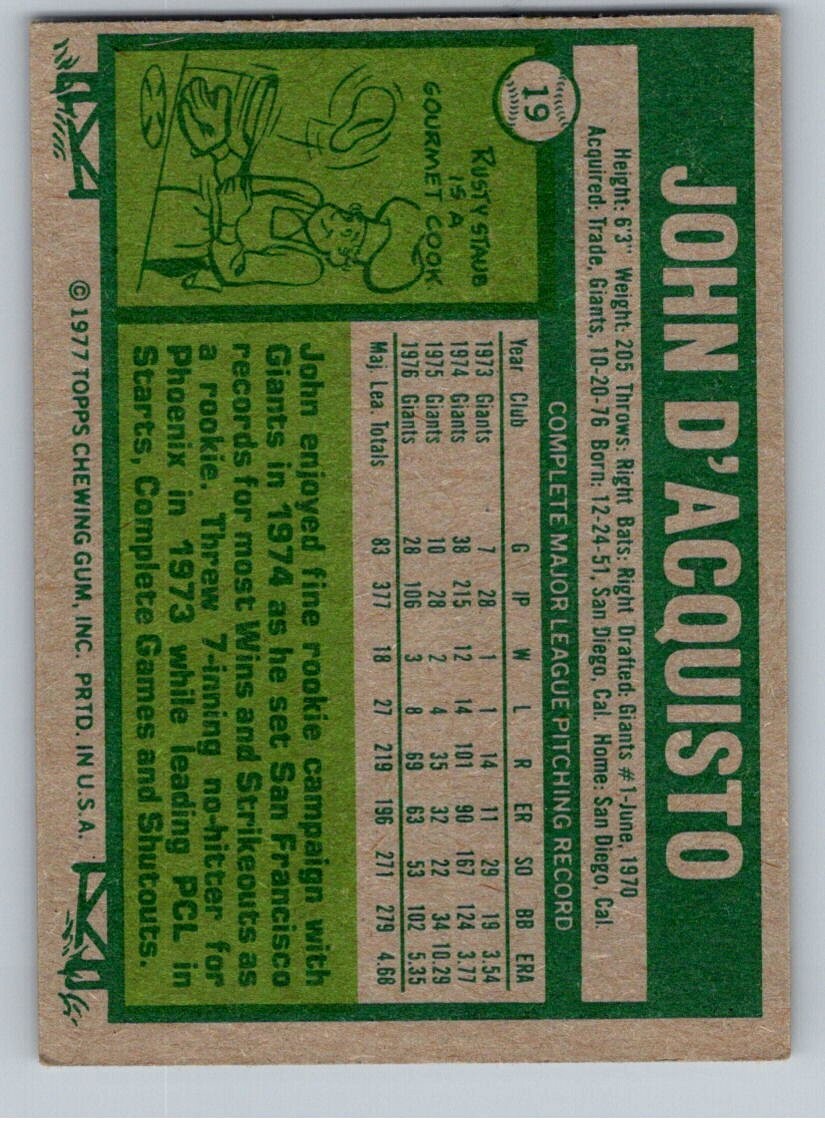 19
JOHN D'ACQUISTO
Height: 6'3" Weight: 205 Throws: Right Bats: Right Drafted: Giants #1-June, 1970
Acquired: Trade, Giants, 10-20-76 Born: 12-24-51, San Diego, Cal. Home: San Diego, Cal.
RUSTY STAUB
IS A
GOURMET COOK
COMPLETE MAJOR LEAGUE PITCHING RECORD
Year Club G IP W L R ER SO BB ERA
1973 Giants 7 28 1 1 14 11 29 19 3.54
1974 Giants 38 215 12 14 101 90 167 124 3.77
1975 Giants 10 28 2 4 35 32 22 34 10.29
1976 Giants 28 106 3 8 69 63 53 102 5.35
Maj. Lea. Totals 83 377 18 27 219 196 271 279 4.68
John enjoyed fine rookie campaign with
Giants in 1974 as he set San Francisco
records for most Wins and Strikeouts as
a rookie. Threw 7-inning no-hitter for
Phoenix in 1973 while leading PCL in
Starts, Complete Games and Shutouts.
© 1977 TOPPS CHEWING GUM, INC. PRTD. IN U.S.A.